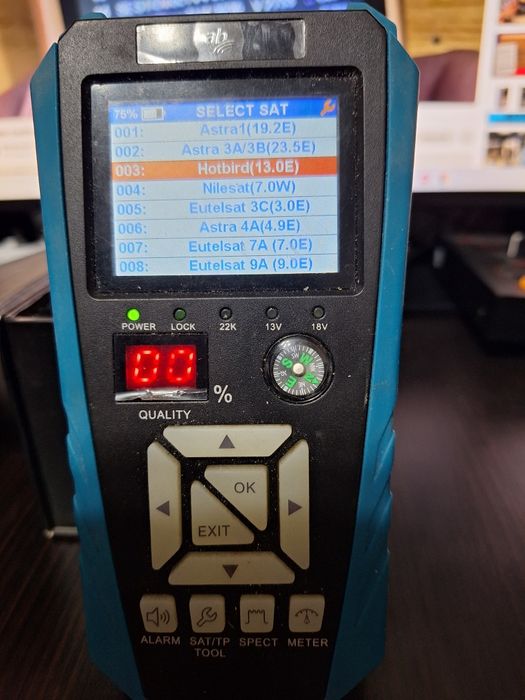 ab
75% SELECT SAT
001: Astra1(19.2E)
002: Astra 3A/3B(23.5E)
003: Hotbird(13.0E)
004: Nilesat(7.0W)
005: Eutelsat 3C(3.0E)
006: Astra 4A(4.9E)
007: Eutelsat 7A (7.0E)
008: Eutelsat 9A (9.0E)
POWER LOCK 22K 13V 18V
00 %
QUALITY
OK
EXIT
ALARM SAT/TP TOOL SPECT METER